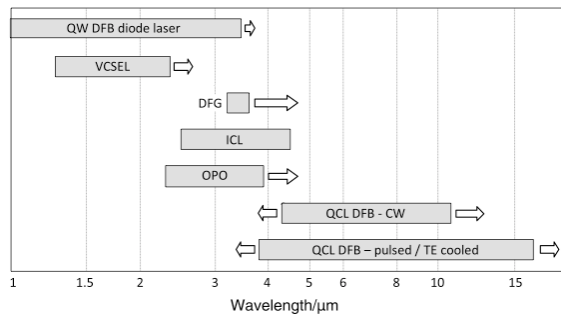 QW DFB diode laser
VCSEL
DFG
ICL
OPO
QCL DFB - CW
QCL DFB – pulsed / TE cooled
1 1.5 2 3 4 5 6 8 10 15
Wavelength/µm